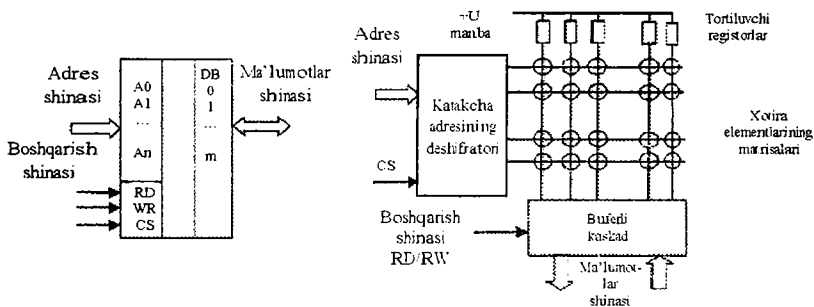 Adres
shinasi
Boshqarish
shinasi
A0
A1
...
An
RD
WR
CS
DB
0
1
...
m
Ma'lumotlar
shinasi
+U
manba
Tortiluvchi
registorlar
Adres
shinasi
CS
Katakcha
adresining
deshifratori
Xotira
elementlarining
matrisalari
Boshqarish
shinasi
RD/RW
Buferli
kaskad
Ma'lumot-
lar
shinasi